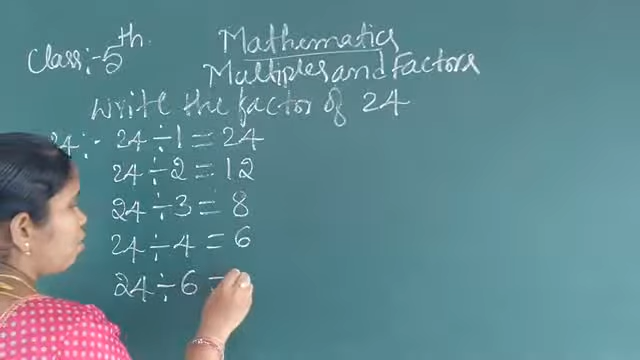 Class:- 5th.
Mathematics
Multiples and Factors
Write the factor of 24
24:- 24÷1=24
24÷2=12
24÷3=8
24÷4=6
24÷6=